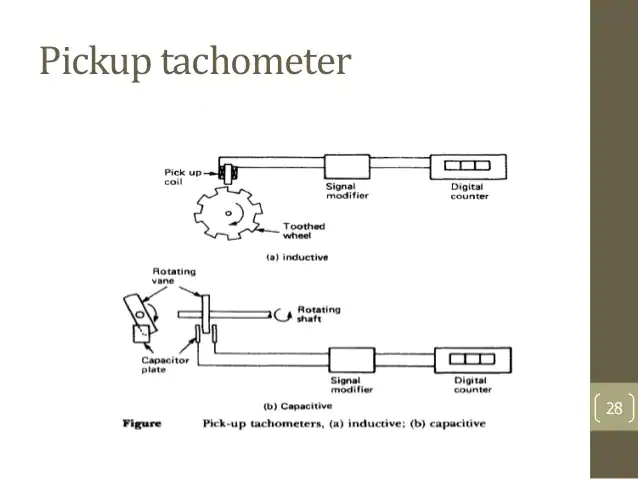 Pickup tachometer
Pick up
coil
Signal
modifier
Digital
counter
Toothed
wheel
(a) inductive
Rotating
vane
Rotating
shaft
Capacitor
plate
Signal
modifier
Digital
counter
(b) Capacitive
Figure Pick-up tachometers, (a) inductive; (b) capacitive
28